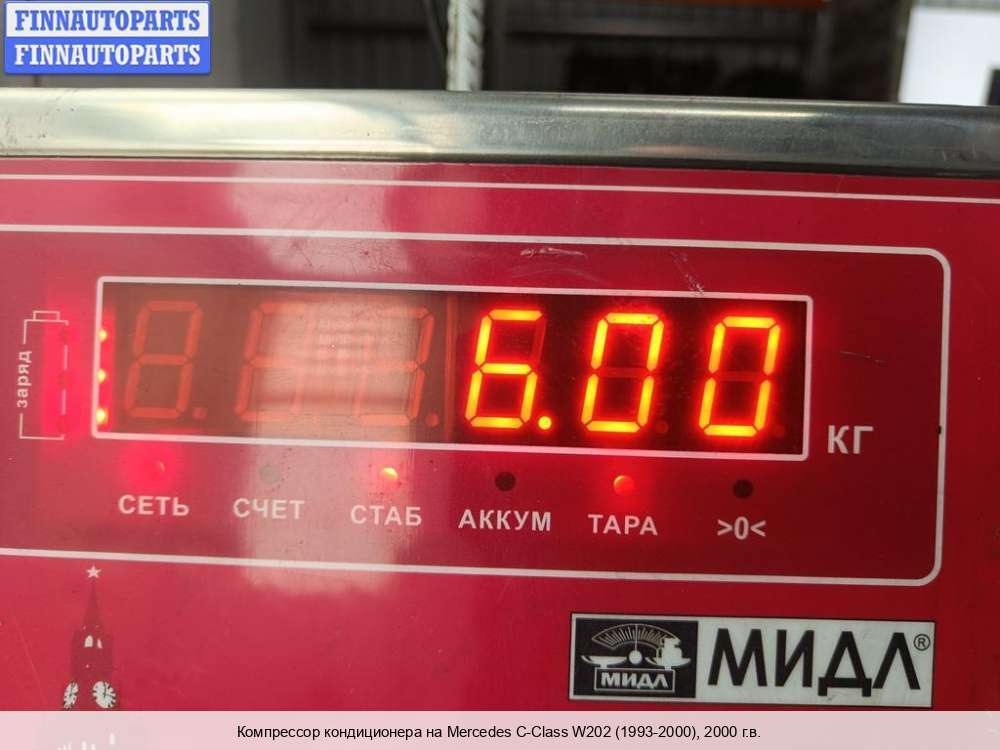 FINNAUTOPARTS
FINNAUTOPARTS
6.00
заряд
КГ
СЕТЬ СЧЕТ СТАБ АККУМ ТАРА >0<
МИДЛ МИДЛ®
Компрессор кондиционера на Mercedes C-Class W202 (1993-2000), 2000 г.в.